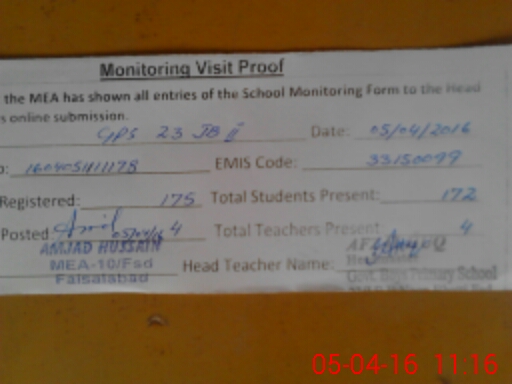 Monitoring Visit Proof
the MEA has shown all entries of the School Monitoring Form to the Head
s online submission.
GPS 23 JB II Date: 05/04/2016
o: EMIS Code: 33150099
Registered: 175 Total Students Present: 172
Posted 4 Total Teachers Present 4
AMJAD HUSSAIN
MEA-10/Fsd Head Teacher Name:
Faisalabad Govt. Boys Primary School
05-04-16 11:16